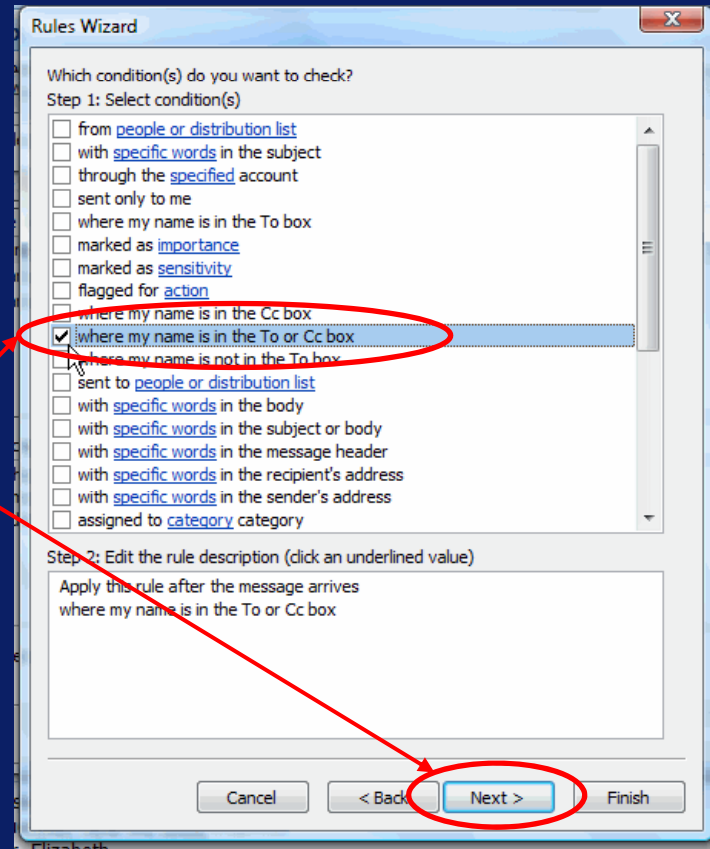 Rules Wizard
Which condition(s) do you want to check?
Step 1: Select condition(s)
from people or distribution list
with specific words in the subject
through the specified account
sent only to me
where my name is in the To box
marked as importance
marked as sensitivity
flagged for action
where my name is in the Cc box
where my name is in the To or Cc box
where my name is not in the To box
sent to people or distribution list
with specific words in the body
with specific words in the subject or body
with specific words in the message header
with specific words in the recipient's address
with specific words in the sender's address
assigned to category category
Step 2: Edit the rule description (click an underlined value)
Apply this rule after the message arrives
where my name is in the To or Cc box
Cancel
< Back
Next >
Finish
Elizabeth